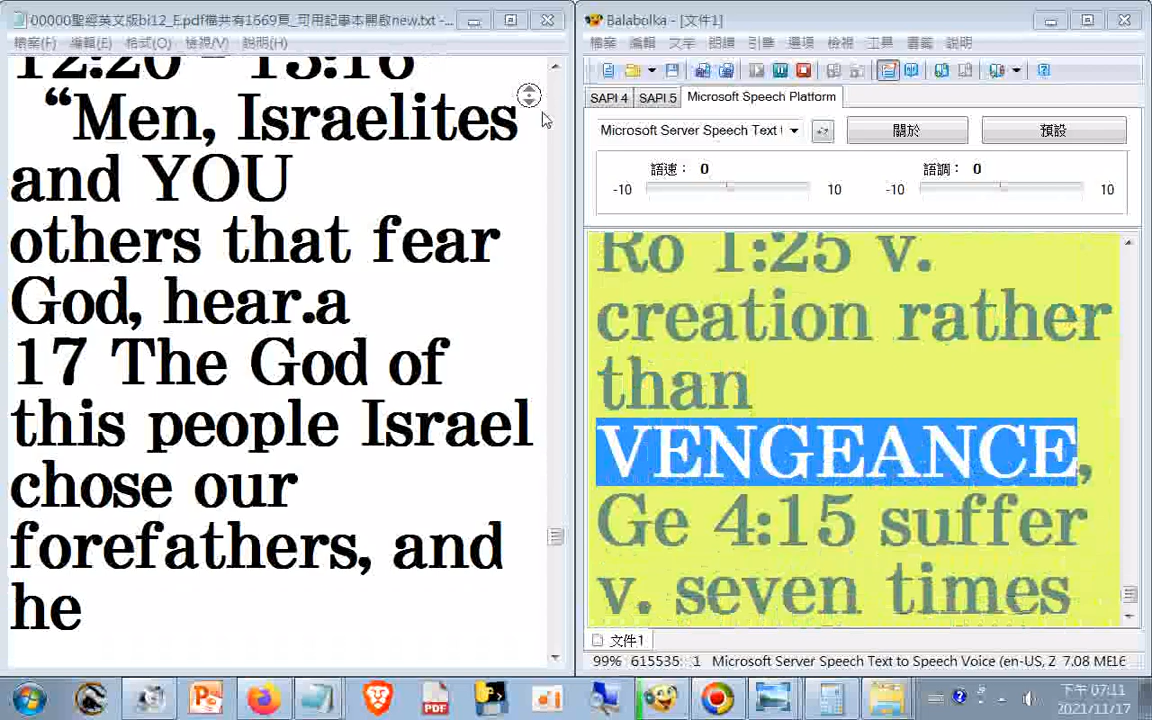 00000聖經英文版bi12_E.pdf檔共有1569頁_可用記事本開啟new.txt -...
檔案(F) 編輯(E) 格式(O) 檢視(V) 說明(H)
12:20 – 13:16
“Men, Israelites
and YOU
others that fear
God, hear.a
17 The God of
this people Israel
chose our
forefathers, and
he
Balabolka - [文件1]
檔案 編輯 文字 朗讀 引擎 選項 檢視 工具 書籤 說明
SAPI 4 SAPI 5 Microsoft Speech Platform
Microsoft Server Speech Text t 關於 預設
語速： 0 語調： 0
-10 10 -10 10
Ro 1:25 v.
creation rather
than
VENGEANCE,
Ge 4:15 suffer
v. seven times
文件1
99% 615535: 1 Microsoft Server Speech Text to Speech Voice (en-US, Z 7.08 ME16
PDF
下午 07:11
2021/11/17